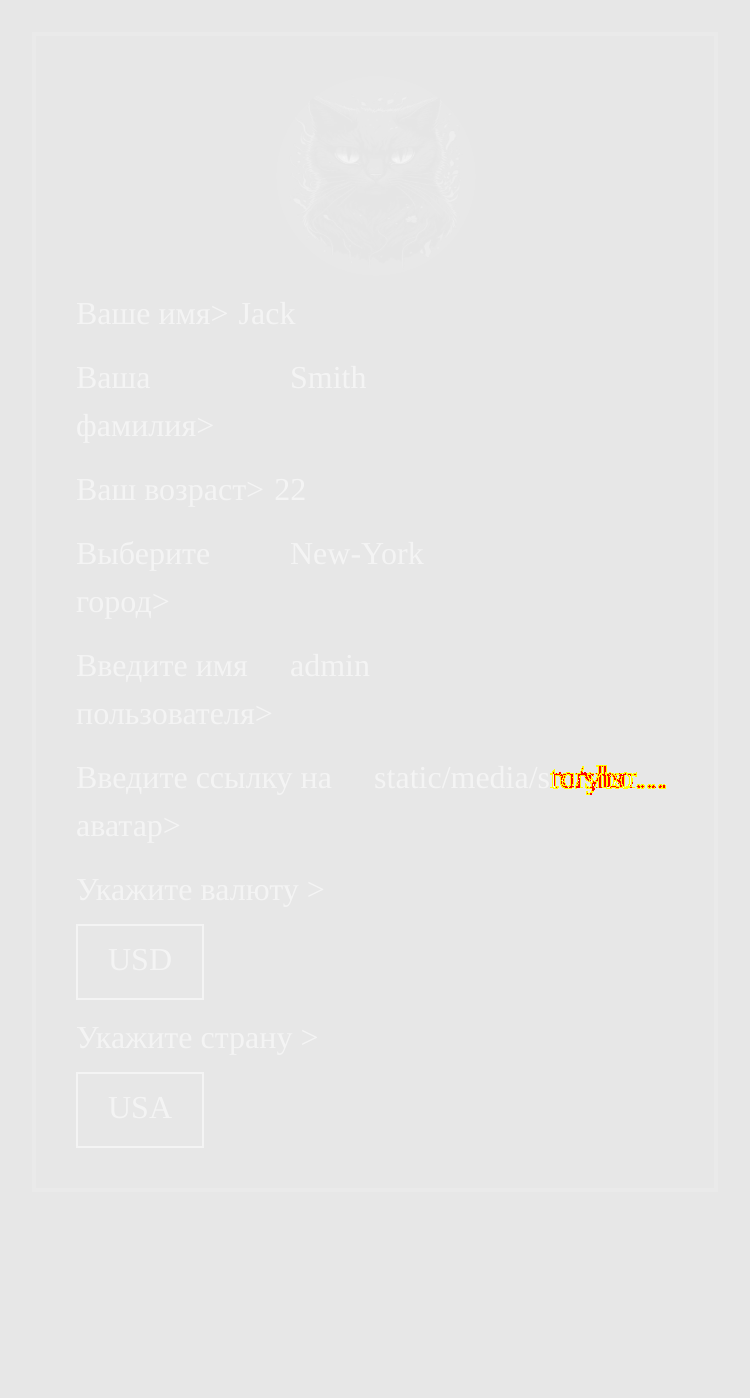 Ваше имя> Jack
Ваша фамилия> Smith
Ваш возраст> 22
Выберите город> New-York
Введите имя пользователя> admin
Введите ссылку на аватар> static/media/s
Укажите валюту >
USD
Укажите страну >
USA